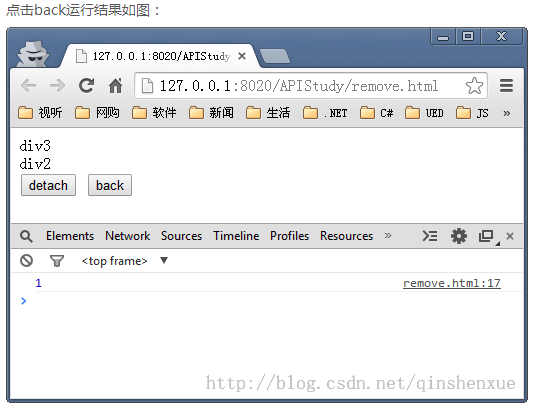 点击back运行结果如图：
127.0.0.1:8020/APIStudy
127.0.0.1:8020/APIStudy/remove.html
视听 网购 软件 新闻 生活 .NET C# UED JS »
div3
div2
detach back
Elements Network Sources Timeline Profiles Resources »
<top frame> ▼
1 remove.html:17
http://blog.csdn.net/qinshenxue